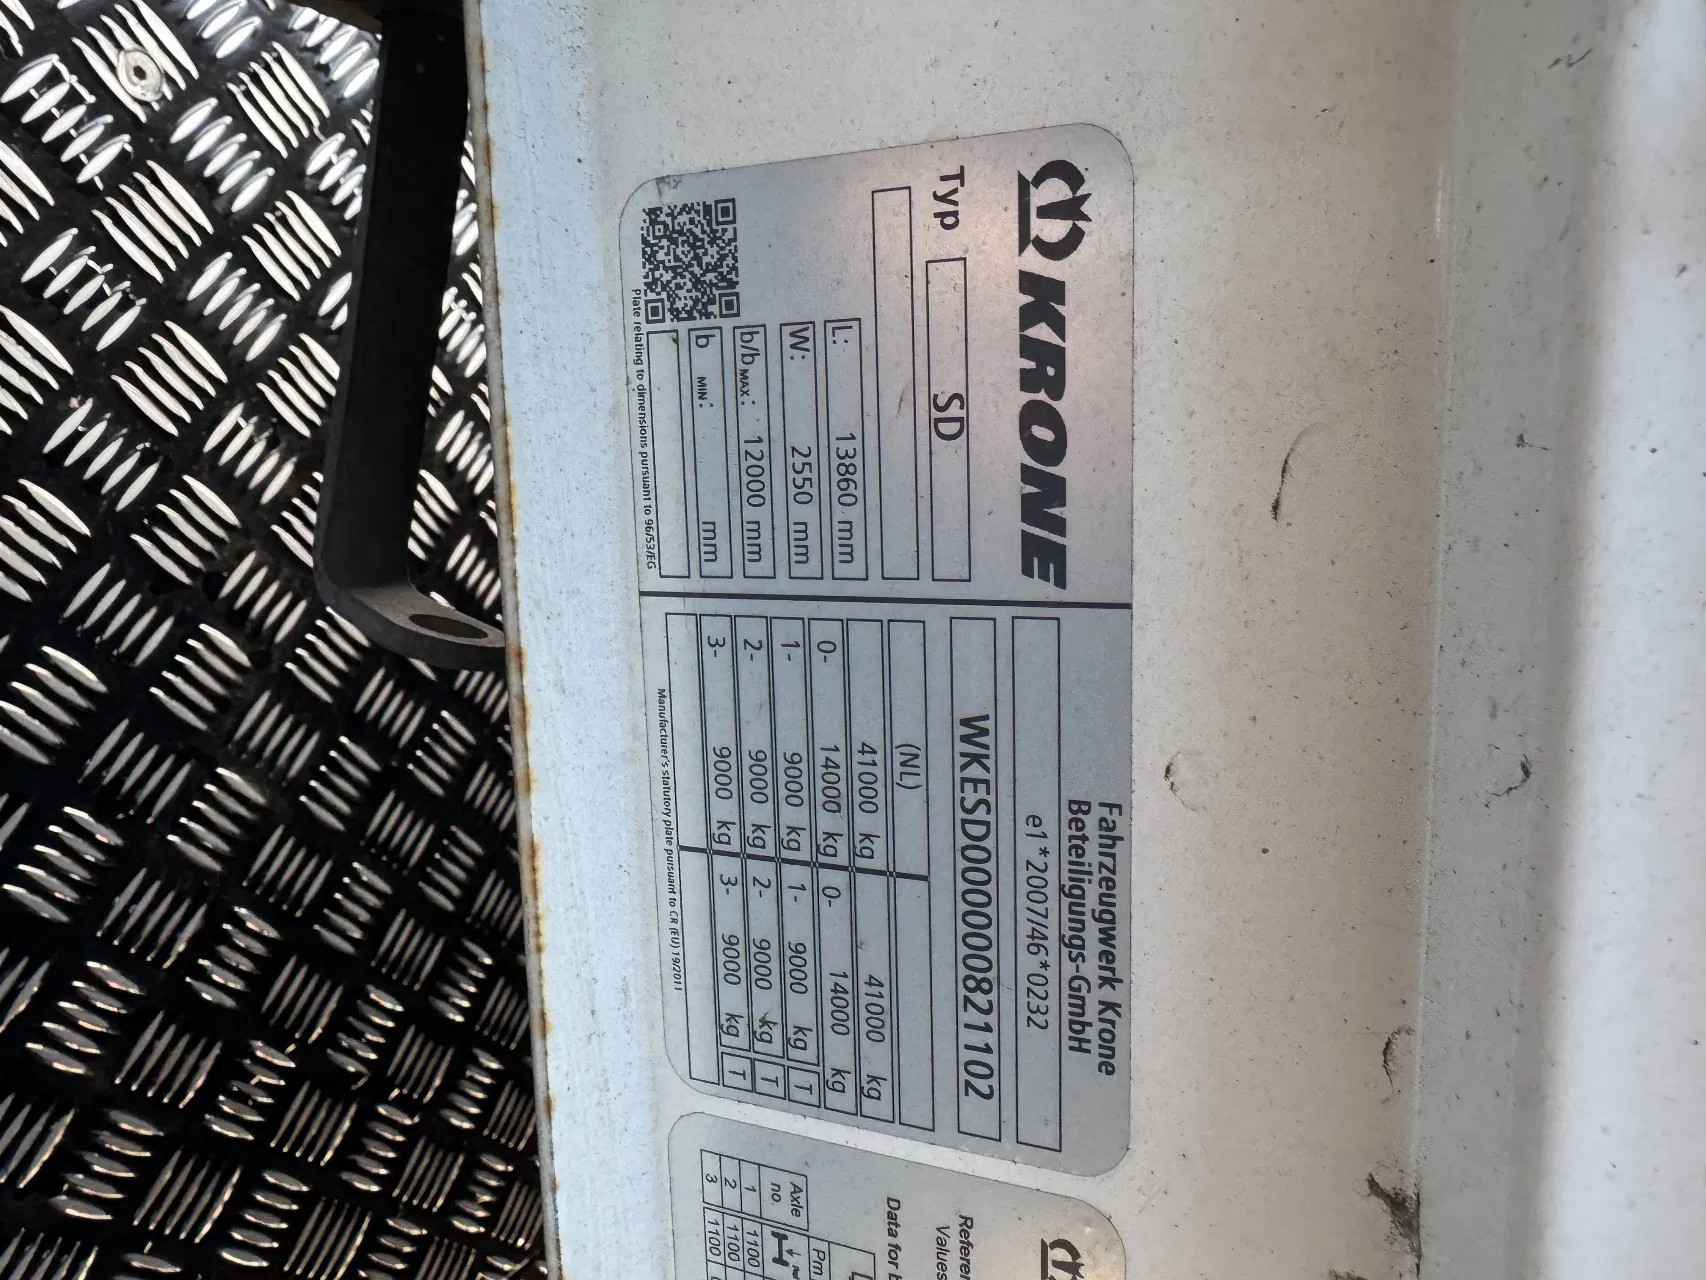 KRONE
Typ SD
L: 13860 mm
W: 2550 mm
b/b MAX: 12000 mm
b MIN: mm
Plate relating to dimensions pursuant to 96/53/EG
Fahrzeugwerk Krone
Beteiligungs-GmbH
e1*2007/46*0232
WKESD000000821102
(NL)
41000 kg 41000 kg
0- 14000 kg 0- 14000 kg
1- 9000 kg 1- 9000 kg T
2- 9000 kg 2- 9000 kg T
3- 9000 kg 3- 9000 kg T
Manufacturer's statutory plate pursuant to CR (EU) 19/2011
Values
Data for
Axle
no.
1 1100
2 1100
3 1100